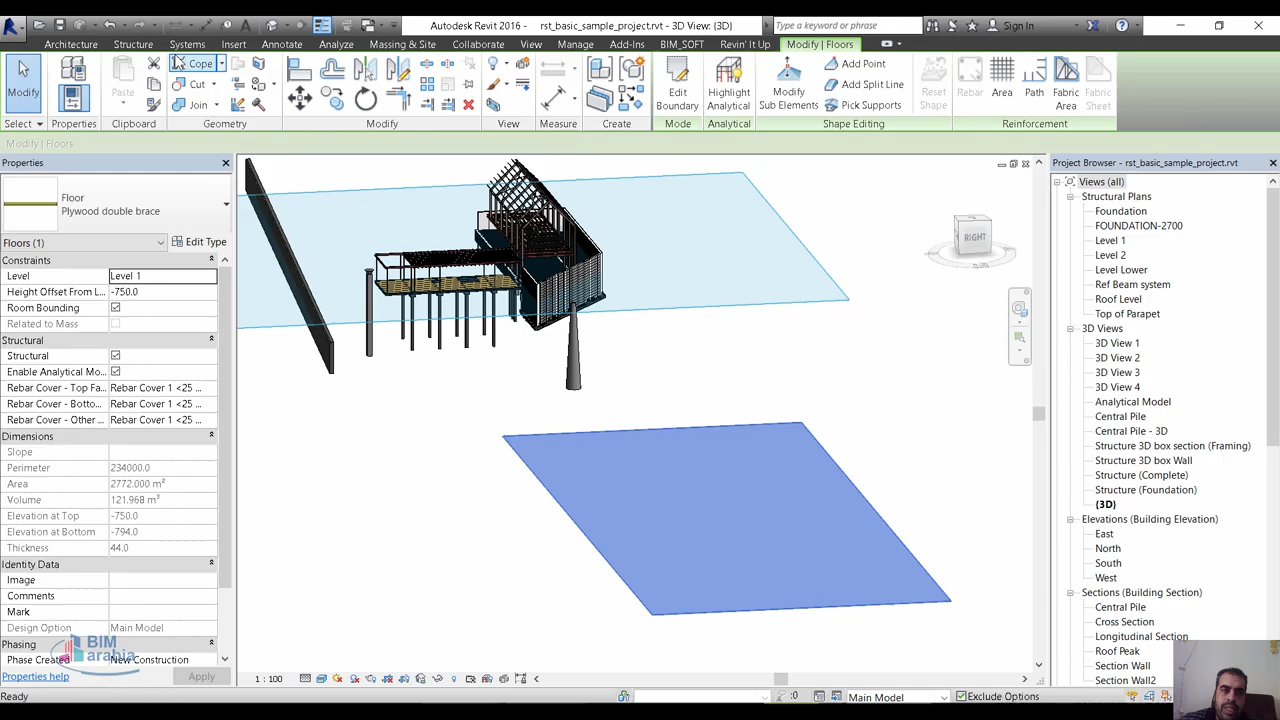 Autodesk Revit 2016 -    rst_basic_sample_project.rvt - 3D View: {3D}
Type a keyword or phrase
Sign In
Architecture
Structure
Systems
Insert
Annotate
Analyze
Massing & Site
Collaborate
View
Manage
Add-Ins
BIM_SOFT
Revin' It Up
Modify | Floors
Modify
Paste
Cope
Cut
Join
Edit
Boundary
Highlight
Analytical
Modify
Sub Elements
Add Point
Add Split Line
Pick Supports
Reset
Shape
Rebar
Area
Path
Fabric
Area
Fabric
Sheet
Select
Properties
Clipboard
Geometry
Modify
View
Measure
Create
Mode
Analytical
Shape Editing
Reinforcement
Modify | Floors
Properties
Floor
Plywood double brace
Floors (1)
Edit Type
Constraints
Level Level 1
Height Offset From L... -750.0
Room Bounding
Related to Mass
Structural
Structural
Enable Analytical Mo...
Rebar Cover - Top Fa... Rebar Cover 1 <25 ...
Rebar Cover - Botto... Rebar Cover 1 <25 ...
Rebar Cover - Other ... Rebar Cover 1 <25 ...
Dimensions
Slope
Perimeter 234000.0
Area 2772.000 m²
Volume 121.968 m³
Elevation at Top -750.0
Elevation at Bottom -794.0
Thickness 44.0
Identity Data
Image
Comments
Mark
Design Option Main Model
Phasing
Phase Created New Construction
BIM
arabia
Properties help
Apply
RIGHT
1 : 100
Ready
:0
Main Model
Exclude Options
Project Browser - rst_basic_sample_project.rvt
Views (all)
Structural Plans
Foundation
FOUNDATION-2700
Level 1
Level 2
Level Lower
Ref Beam system
Roof Level
Top of Parapet
3D Views
3D View 1
3D View 2
3D View 3
3D View 4
Analytical Model
Central Pile
Central Pile - 3D
Structure 3D box section (Framing)
Structure 3D box Wall
Structure (Complete)
Structure (Foundation)
{3D}
Elevations (Building Elevation)
East
North
South
West
Sections (Building Section)
Central Pile
Cross Section
Longitudinal Section
Roof Peak
Section Wall
Section Wall2